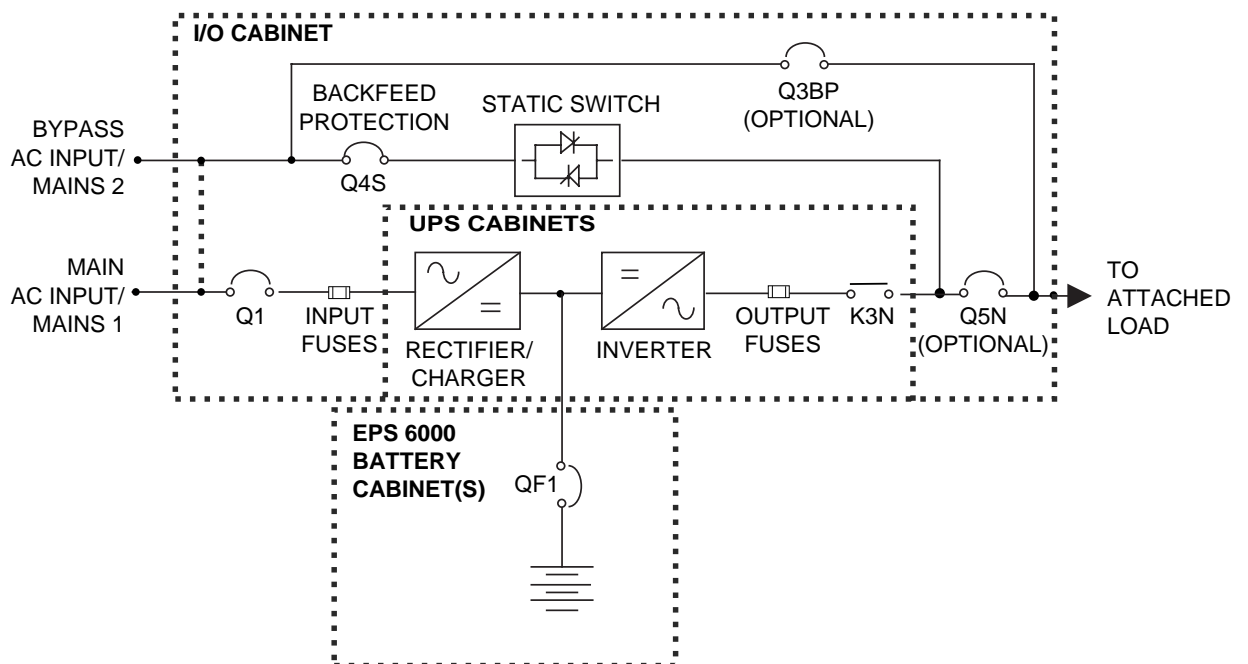 I/O CABINET
BACKFEED
PROTECTION
STATIC SWITCH
Q3BP
(OPTIONAL)
BYPASS
AC INPUT/
MAINS 2
Q4S
UPS CABINETS
MAIN
AC INPUT/
MAINS 1
Q1
INPUT
FUSES
RECTIFIER/
CHARGER
INVERTER
OUTPUT
FUSES
K3N
Q5N
(OPTIONAL)
TO
ATTACHED
LOAD
EPS 6000
BATTERY
CABINET(S)
QF1